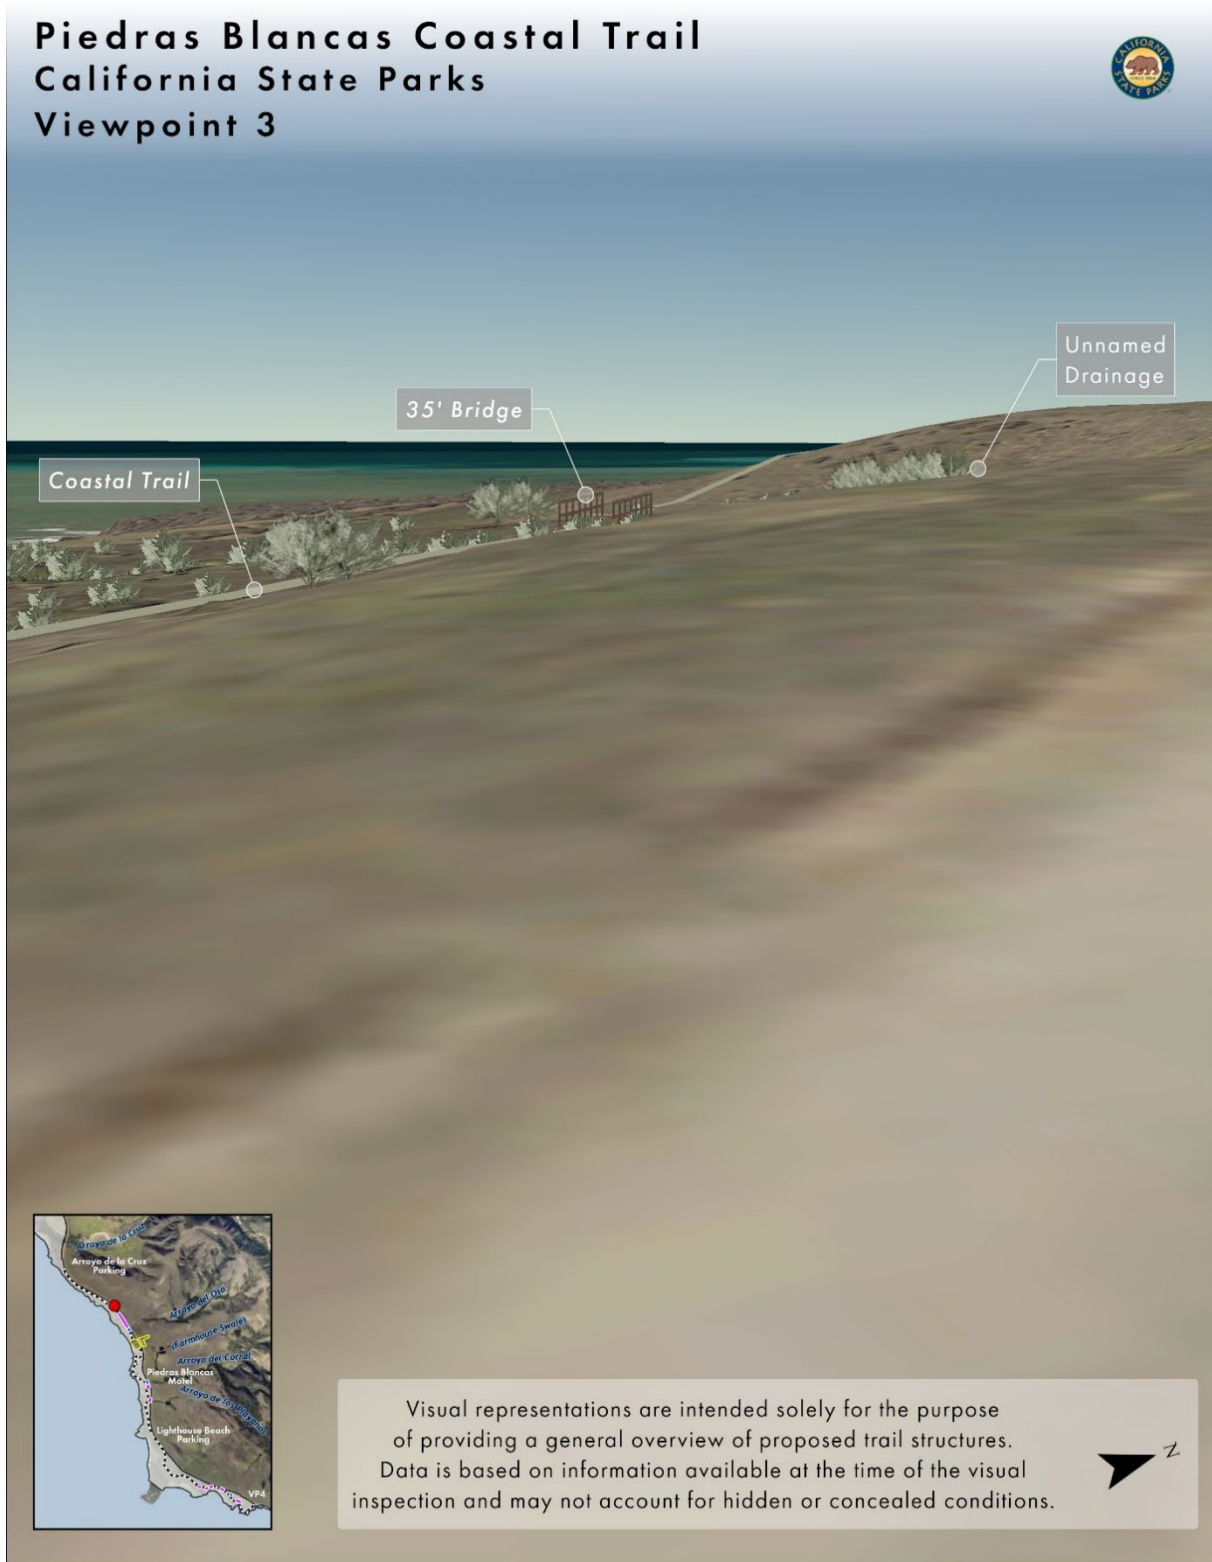 Piedras Blancas Coastal Trail
California State Parks
Viewpoint 3
CALIFORNIA
STATE PARKS
Unnamed
Drainage
35' Bridge
Coastal Trail
Arroyo de la Cruz
Arroyo de la Cruz
Parking
Arroyo del Oso
(Farmhouse Swale)
Arroyo del Corral
Piedras Blancas
Motel
Arroyo de los Playanos
Lighthouse Beach
Parking
VP4
Visual representations are intended solely for the purpose
of providing a general overview of proposed trail structures.
Data is based on information available at the time of the visual
inspection and may not account for hidden or concealed conditions.
N